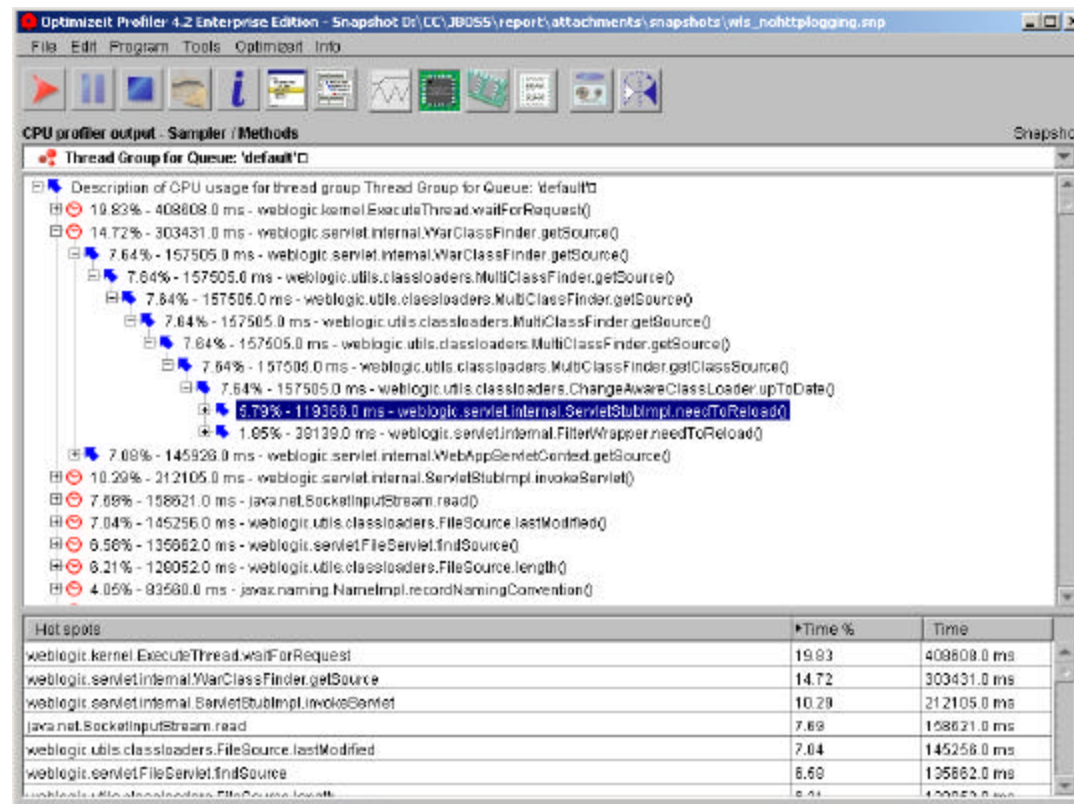 Optimizeit Profiler 4.2 Enterprise Edition - Snapshot D:\CC\JBOSS\report\attachments\snapshots\wls_nohttplogging.snp
File Edit Program Tools Optimizeit Info
CPU profiler output - Sampler / Methods Snapsho
Thread Group for Queue: 'default'□
Description of CPU usage for thread group Thread Group for Queue: 'default'□
19.83% - 408608.0 ms - weblogic.kernel.ExecuteThread.waitForRequest()
14.72% - 303431.0 ms - weblogic.servlet.internal.WarClassFinder.getSource()
7.64% - 157505.0 ms - weblogic.servlet.internal.WarClassFinder.getSource()
7.64% - 157505.0 ms - weblogic.utils.classloaders.MultiClassFinder.getSource()
7.64% - 157505.0 ms - weblogic.utils.classloaders.MultiClassFinder.getSource()
7.64% - 157505.0 ms - weblogic.utils.classloaders.MultiClassFinder.getSource()
7.64% - 157505.0 ms - weblogic.utils.classloaders.MultiClassFinder.getSource()
7.64% - 157505.0 ms - weblogic.utils.classloaders.MultiClassFinder.getClassSource()
7.64% - 157505.0 ms - weblogic.utils.classloaders.ChangeAwareClassLoader.upToDate()
5.79% - 119366.0 ms - weblogic.servlet.internal.ServletStubImpl.needToReload()
1.85% - 38139.0 ms - weblogic.servlet.internal.FilterWrapper.needToReload()
7.08% - 145926.0 ms - weblogic.servlet.internal.WebAppServletContext.getSource()
10.29% - 212105.0 ms - weblogic.servlet.internal.ServletStubImpl.invokeServlet()
7.69% - 158621.0 ms - java.net.SocketInputStream.read()
7.04% - 145256.0 ms - weblogic.utils.classloaders.FileSource.lastModified()
6.58% - 135662.0 ms - weblogic.servlet.FileServlet.findSource()
6.21% - 128052.0 ms - weblogic.utils.classloaders.FileSource.length()
4.05% - 83560.0 ms - javax.naming.NameImpl.recordNamingConvention()
Hot spots Time % Time
weblogic.kernel.ExecuteThread.waitForRequest 19.83 408608.0 ms
weblogic.servlet.internal.WarClassFinder.getSource 14.72 303431.0 ms
weblogic.servlet.internal.ServletStubImpl.invokeServlet 10.29 212105.0 ms
java.net.SocketInputStream.read 7.69 158621.0 ms
weblogic.utils.classloaders.FileSource.lastModified 7.04 145256.0 ms
weblogic.servlet.FileServlet.findSource 6.58 135662.0 ms